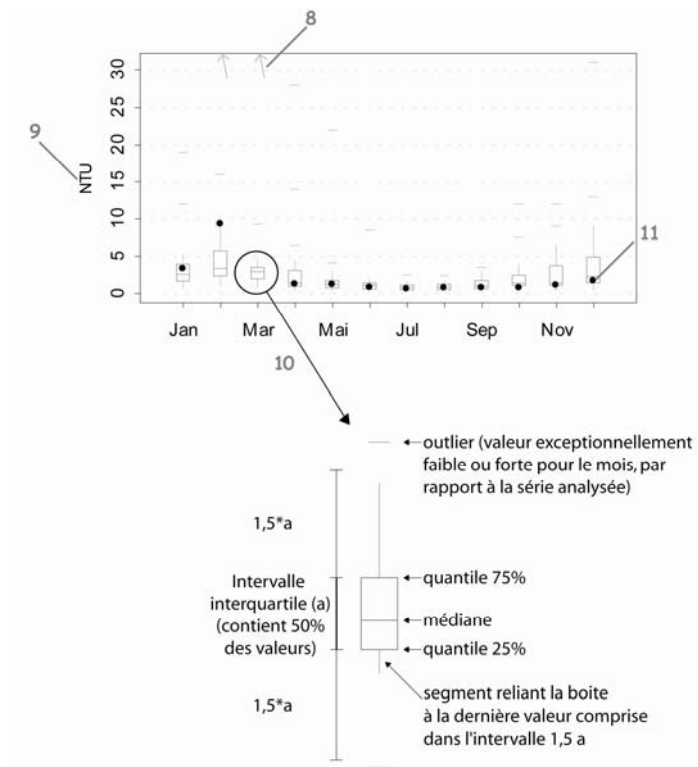 8
9
NTU
30
25
20
15
10
5
0
11
Jan
Mar
Mai
Jul
Sep
Nov
10
outlier (valeur exceptionnellement
faible ou forte pour le mois, par
rapport à la série analysée)
1,5*a
Intervalle
interquartile (a)
(contient 50%
des valeurs)
quantile 75%
médiane
quantile 25%
1,5*a
segment reliant la boite
à la dernière valeur comprise
dans l'intervalle 1,5 a